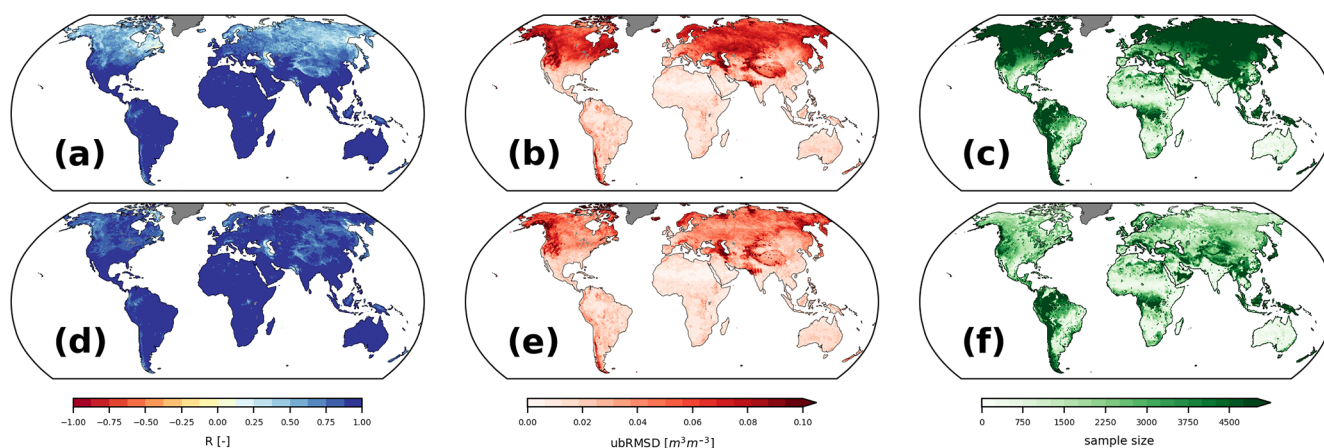 (a)
(b)
(c)
(d)
(e)
(f)
−1.00 −0.75 −0.50 −0.25 0.00 0.25 0.50 0.75 1.00
R [-]
0.00 0.02 0.04 0.06 0.08 0.10
ubRMSD [m³m⁻³]
0 750 1500 2250 3000 3750 4500
sample size